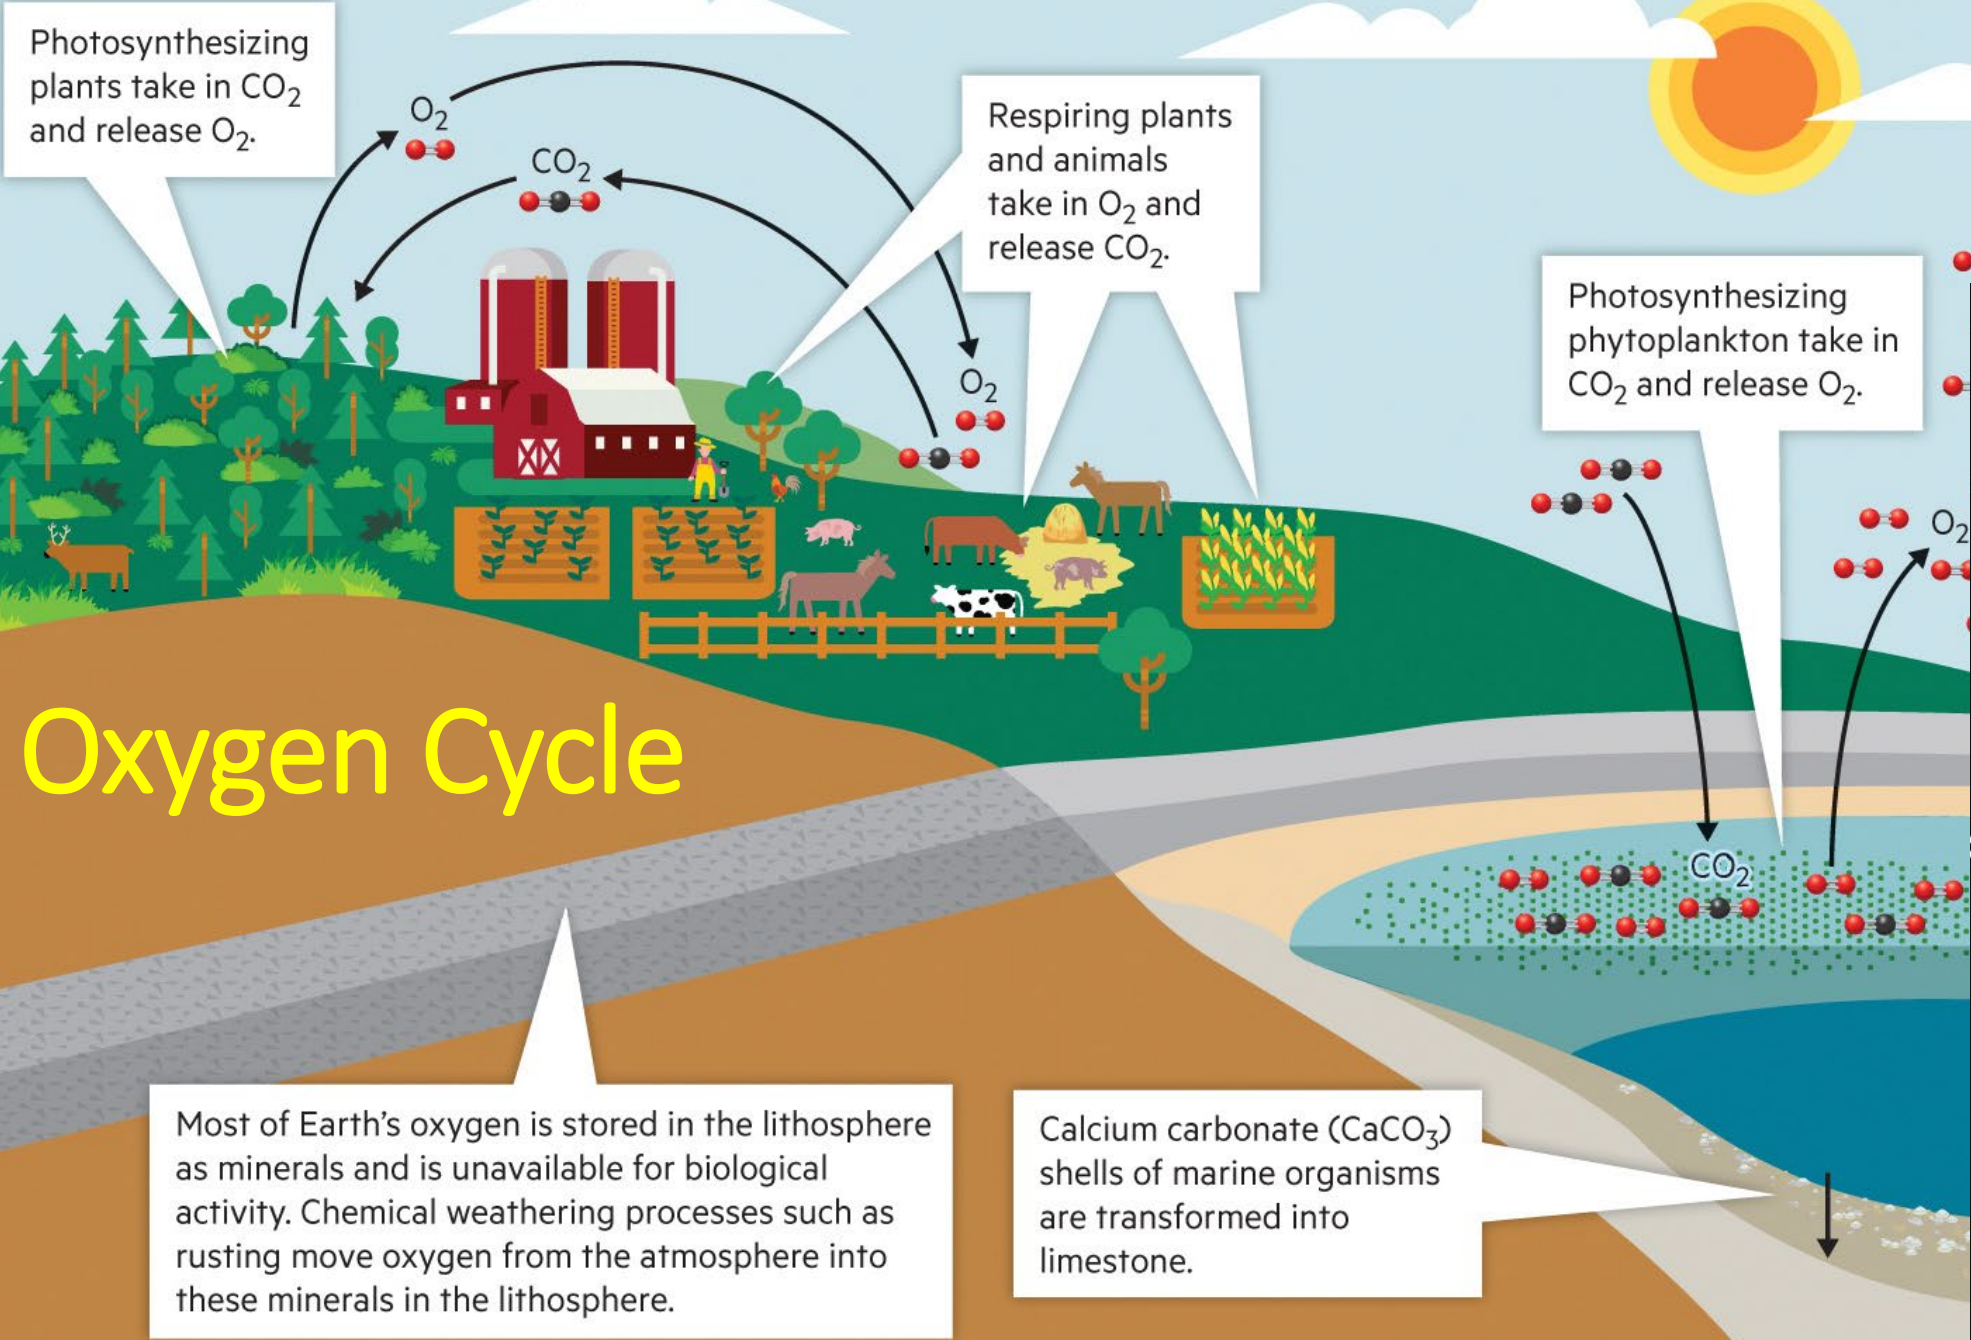 Photosynthesizing
plants take in CO₂
and release O₂.
O₂
CO₂
Respiring plants
and animals
take in O₂ and
release CO₂.
O₂
Photosynthesizing
phytoplankton take in
CO₂ and release O₂.
O₂
CO₂
Oxygen Cycle
Most of Earth's oxygen is stored in the lithosphere
as minerals and is unavailable for biological
activity. Chemical weathering processes such as
rusting move oxygen from the atmosphere into
these minerals in the lithosphere.
Calcium carbonate (CaCO₃)
shells of marine organisms
are transformed into
limestone.